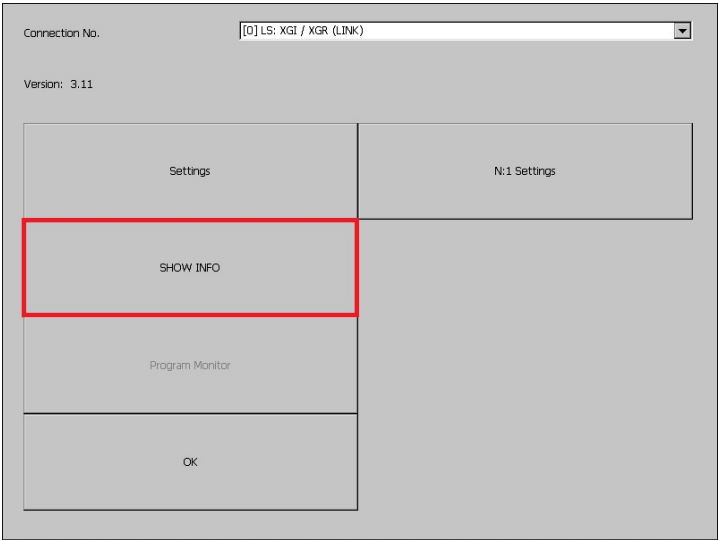 Connection No. [0] LS: XGI / XGR (LINK)
Version: 3.11
Settings N:1 Settings
SHOW INFO
Program Monitor
OK